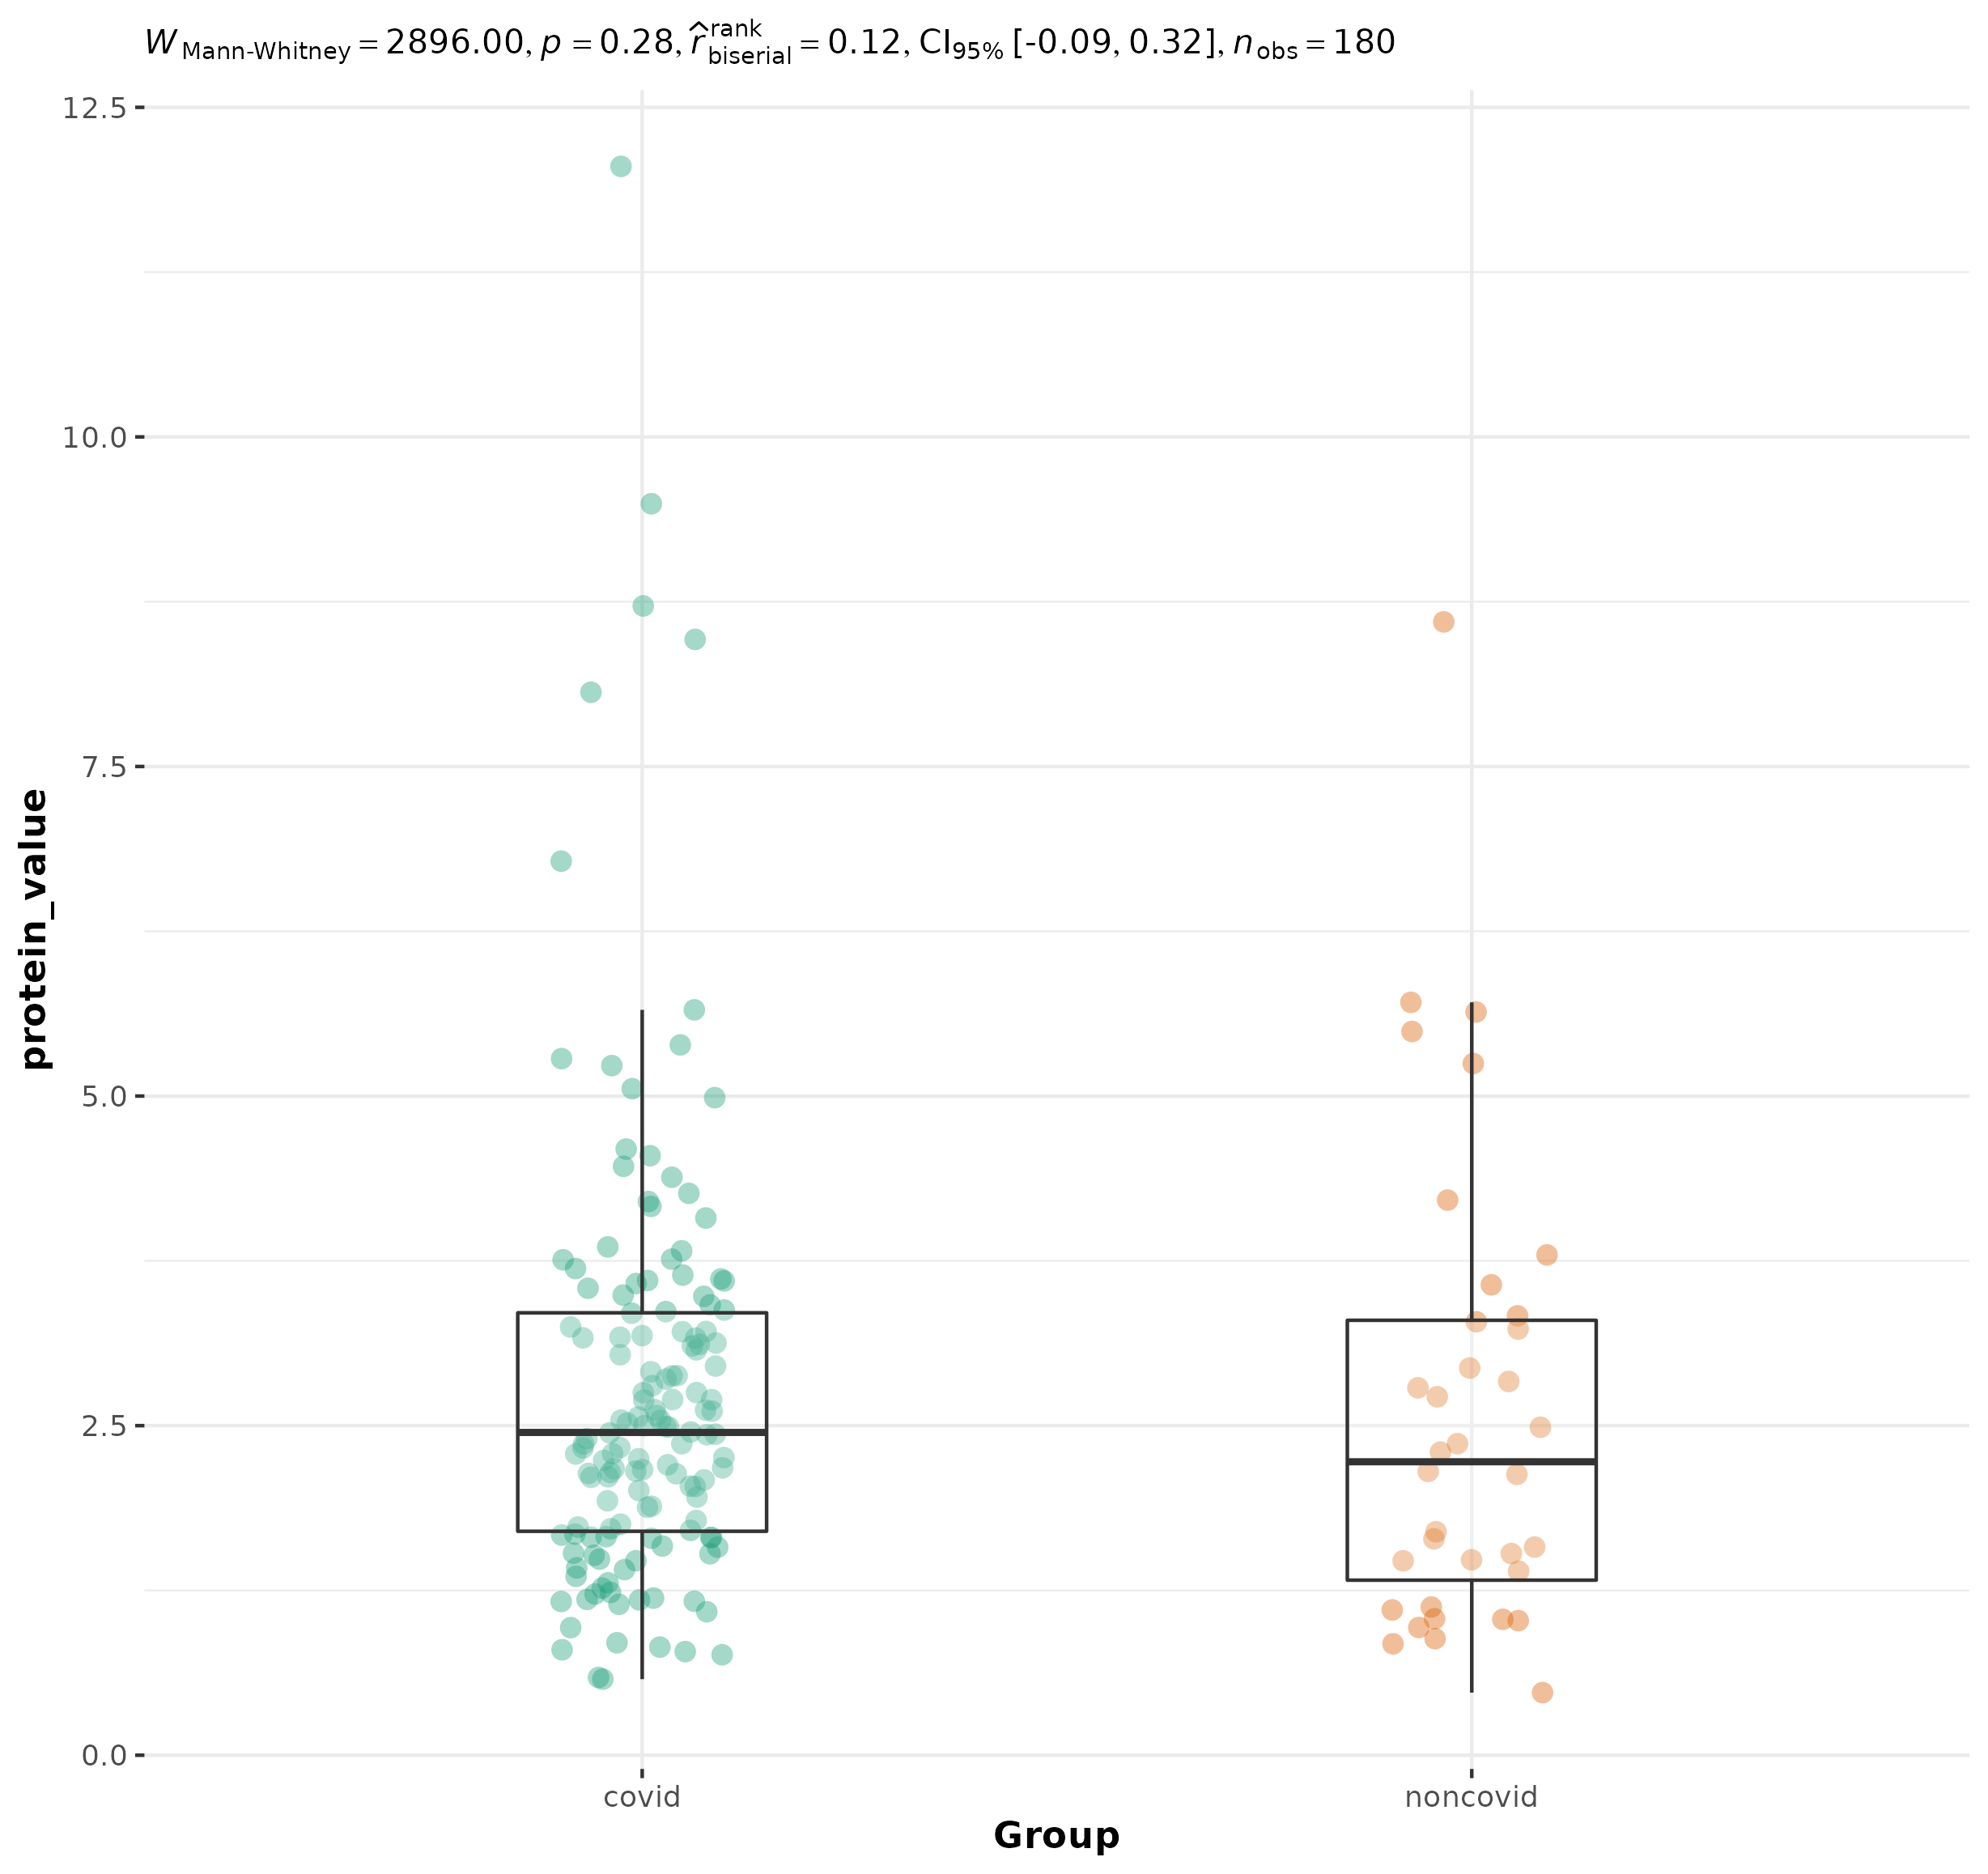 W Mann-Whitney = 2896.00, p = 0.28, r̂ rank biserial = 0.12, CI95% [-0.09, 0.32], n obs = 180
12.5
10.0
7.5
5.0
2.5
0.0
protein_value
covid noncovid
Group